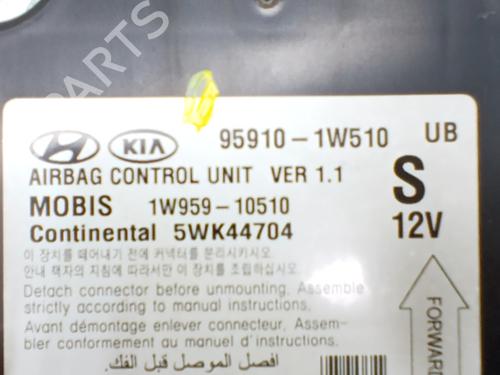 PARTS
KIA
95910-1W510 UB
AIRBAG CONTROL UNIT VER 1.1
S
MOBIS 1W959-10510
12V
Continental 5WK44704
이 장치를 떼어내기 전에 커넥터를 분리하시오.
안내 책자의 지침에 따라서만 이 장치를 조립하십시오.
Detach connector before unmounting. Assemble
strictly according to manual instructions.
Avant démontage enlever connecteur, Assem-
bler conformement au manuel d'instructions.
افصل الموصل قبل الفك.
FORWARD